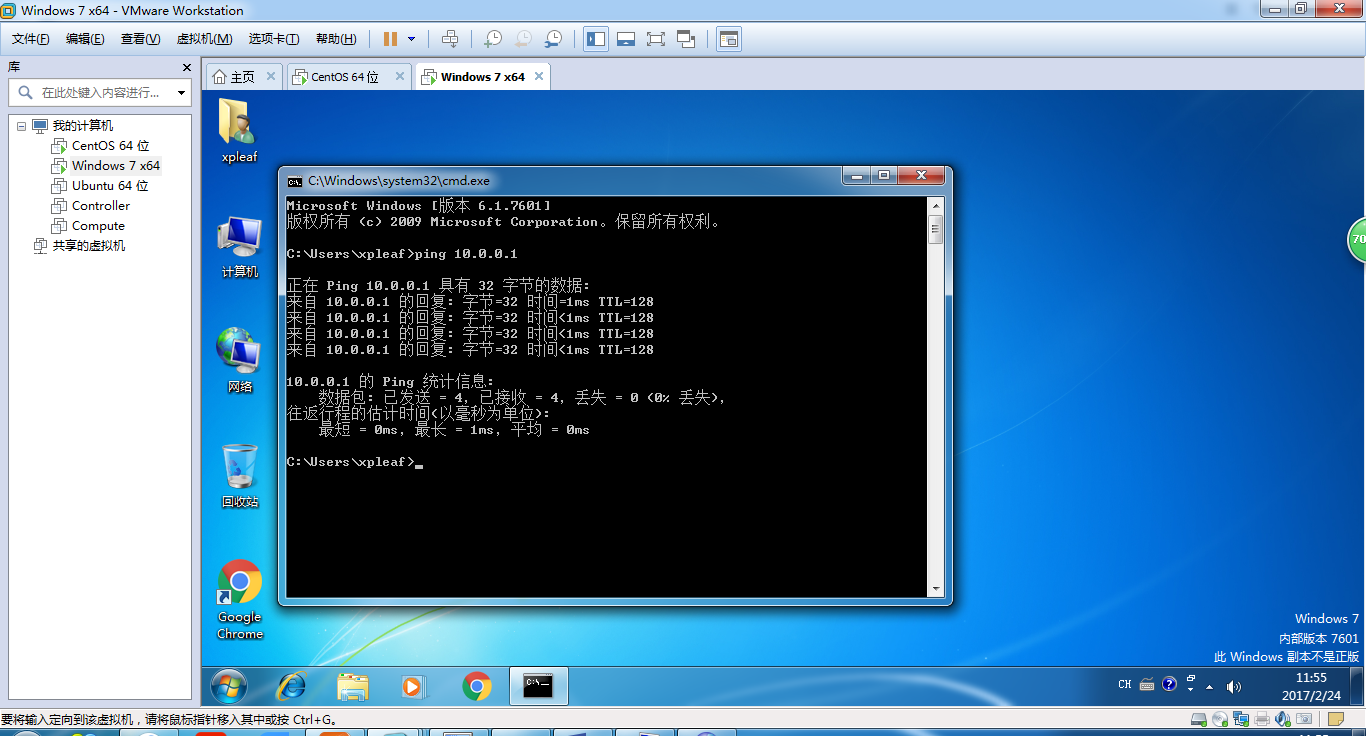 Windows 7 x64 - VMware Workstation
文件(F) 编辑(E) 查看(V) 虚拟机(M) 选项卡(T) 帮助(H)
库
在此处键入内容进行...
我的计算机
CentOS 64 位
Windows 7 x64
Ubuntu 64 位
Controller
Compute
共享的虚拟机
主页 CentOS 64 位 Windows 7 x64
xpleaf
计算机
网络
回收站
Google
Chrome
C:\Windows\system32\cmd.exe
Microsoft Windows [版本 6.1.7601]
版权所有 (c) 2009 Microsoft Corporation。保留所有权利。
C:\Users\xpleaf>ping 10.0.0.1
正在 Ping 10.0.0.1 具有 32 字节的数据:
来自 10.0.0.1 的回复: 字节=32 时间=1ms TTL=128
来自 10.0.0.1 的回复: 字节=32 时间<1ms TTL=128
来自 10.0.0.1 的回复: 字节=32 时间<1ms TTL=128
来自 10.0.0.1 的回复: 字节=32 时间<1ms TTL=128
10.0.0.1 的 Ping 统计信息:
数据包: 已发送 = 4, 已接收 = 4, 丢失 = 0 (0% 丢失),
往返行程的估计时间(以毫秒为单位):
最短 = 0ms, 最长 = 1ms, 平均 = 0ms
C:\Users\xpleaf>
70
Windows 7
内部版本 7601
此 Windows 副本不是正版
CH
11:55
2017/2/24
要将输入定向到该虚拟机，请将鼠标指针移入其中或按 Ctrl+G。